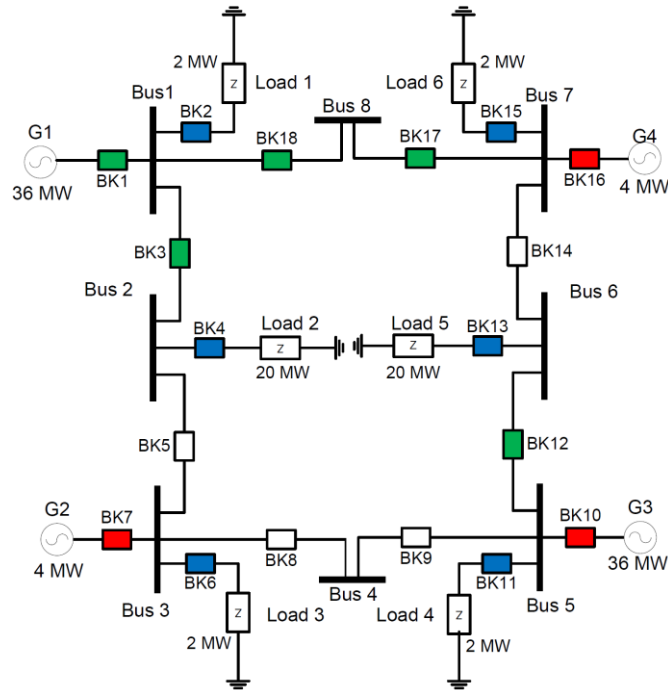 2 MW
Load 1
Z
2 MW
Load 6
Z
Bus1
BK2
Bus 8
BK15
Bus 7
G1
BK18
BK17
G4
BK1
BK16
36 MW
4 MW
BK3
BK14
Bus 2
Bus 6
BK4
Load 2
Z
Load 5
Z
BK13
20 MW
20 MW
BK5
BK12
G2
BK7
BK10
G3
4 MW
BK8
BK9
36 MW
Bus 3
BK6
Bus 4
BK11
Bus 5
Z
Load 3
Load 4
Z
2 MW
2 MW